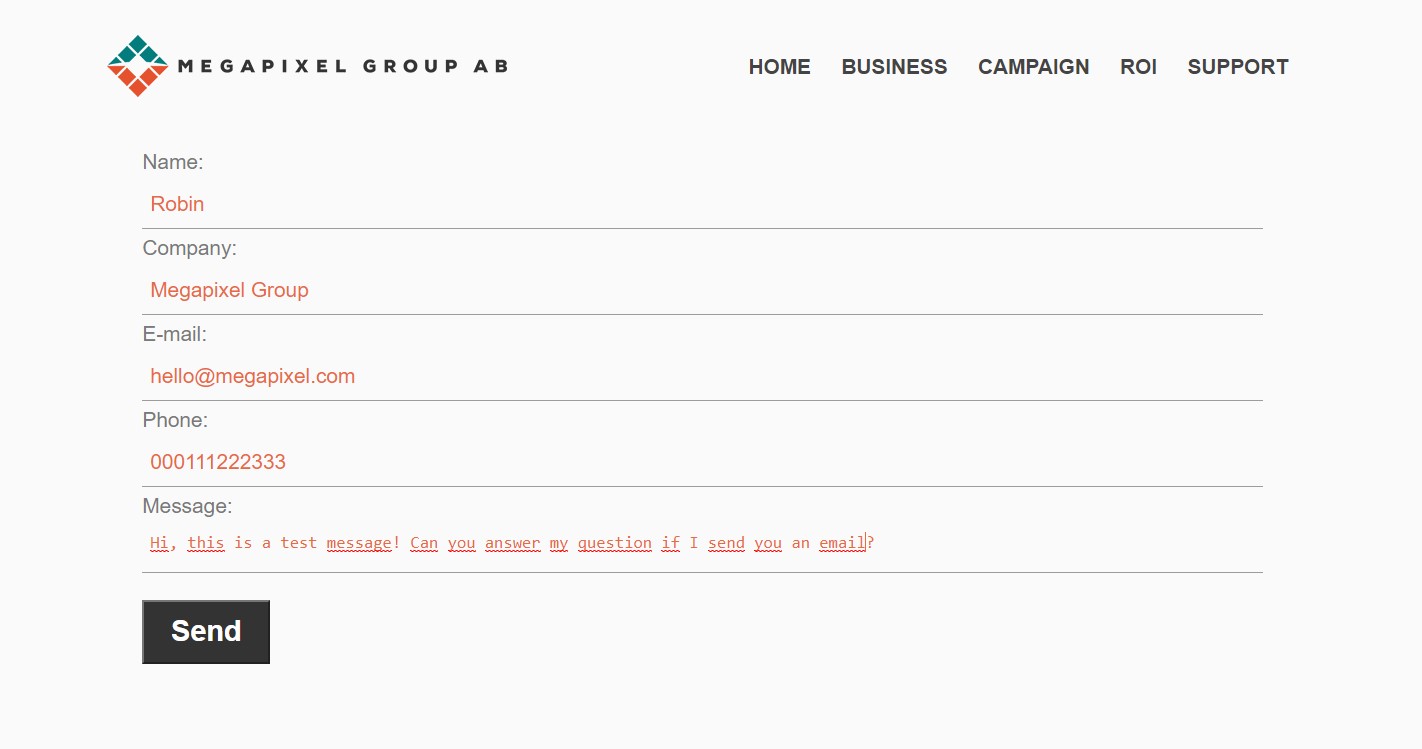 MEGAPIXEL GROUP AB
HOME BUSINESS CAMPAIGN ROI SUPPORT
Name:
Robin
Company:
Megapixel Group
E-mail:
hello@megapixel.com
Phone:
000111222333
Message:
Hi, this is a test message! Can you answer my question if I send you an email?
Send